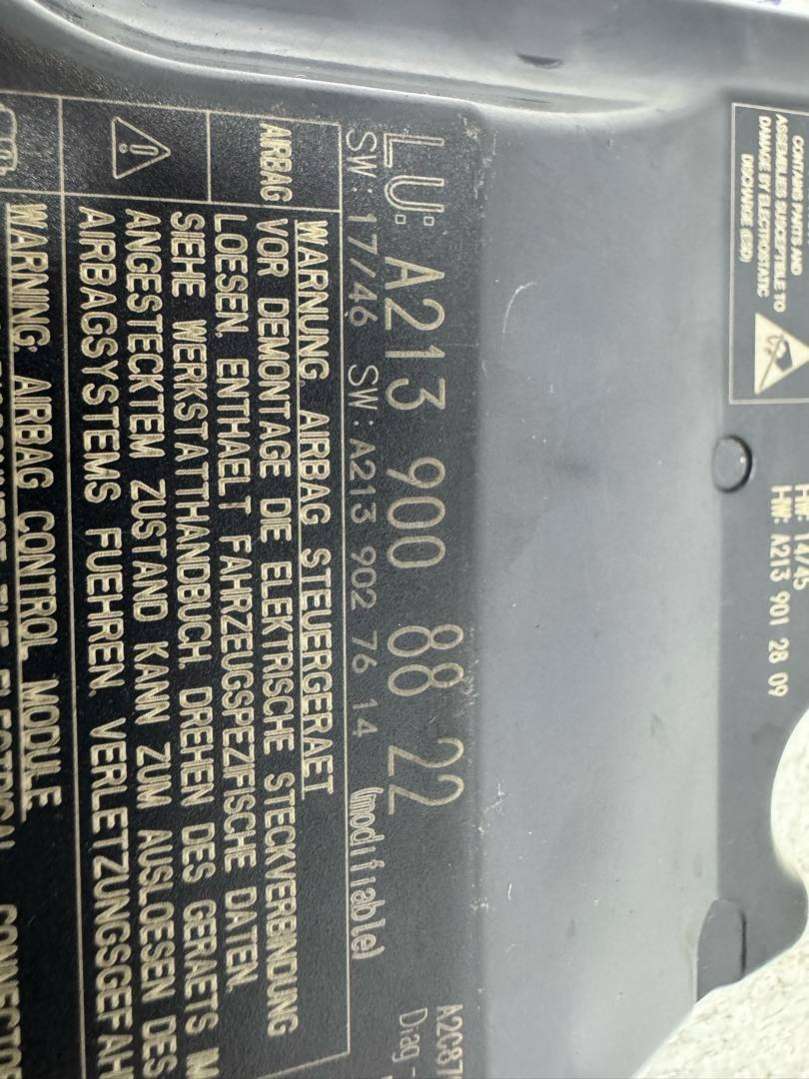 CONTAINS PARTS AND
ASSEMBLIES SUSCEPTIBLE TO
DAMAGE BY ELECTROSTATIC
DISCHARGE (ESD)
HW: A213 901 28 09
LU: A213 900 88 22
SW: 17/46 SW: A213 902 76 14 (modifiable)
A2C87
Diag -
AIRBAG
WARNUNG, AIRBAG STEUERGERAET
VOR DEMONTAGE DIE ELEKTRISCHE STECKVERBINDUNG
LOESEN, ENTHAELT FAHRZEUGSPEZIFISCHE DATEN,
SIEHE WERKSTATTHANDBUCH. DREHEN DES GERAETS
ANGESTECKTEM ZUSTAND KANN ZUM AUSLOESEN DES
AIRBAGSYSTEMS FUEHREN. VERLETZUNGSGEFAH
WARNING, AIRBAG CONTROL MODULE